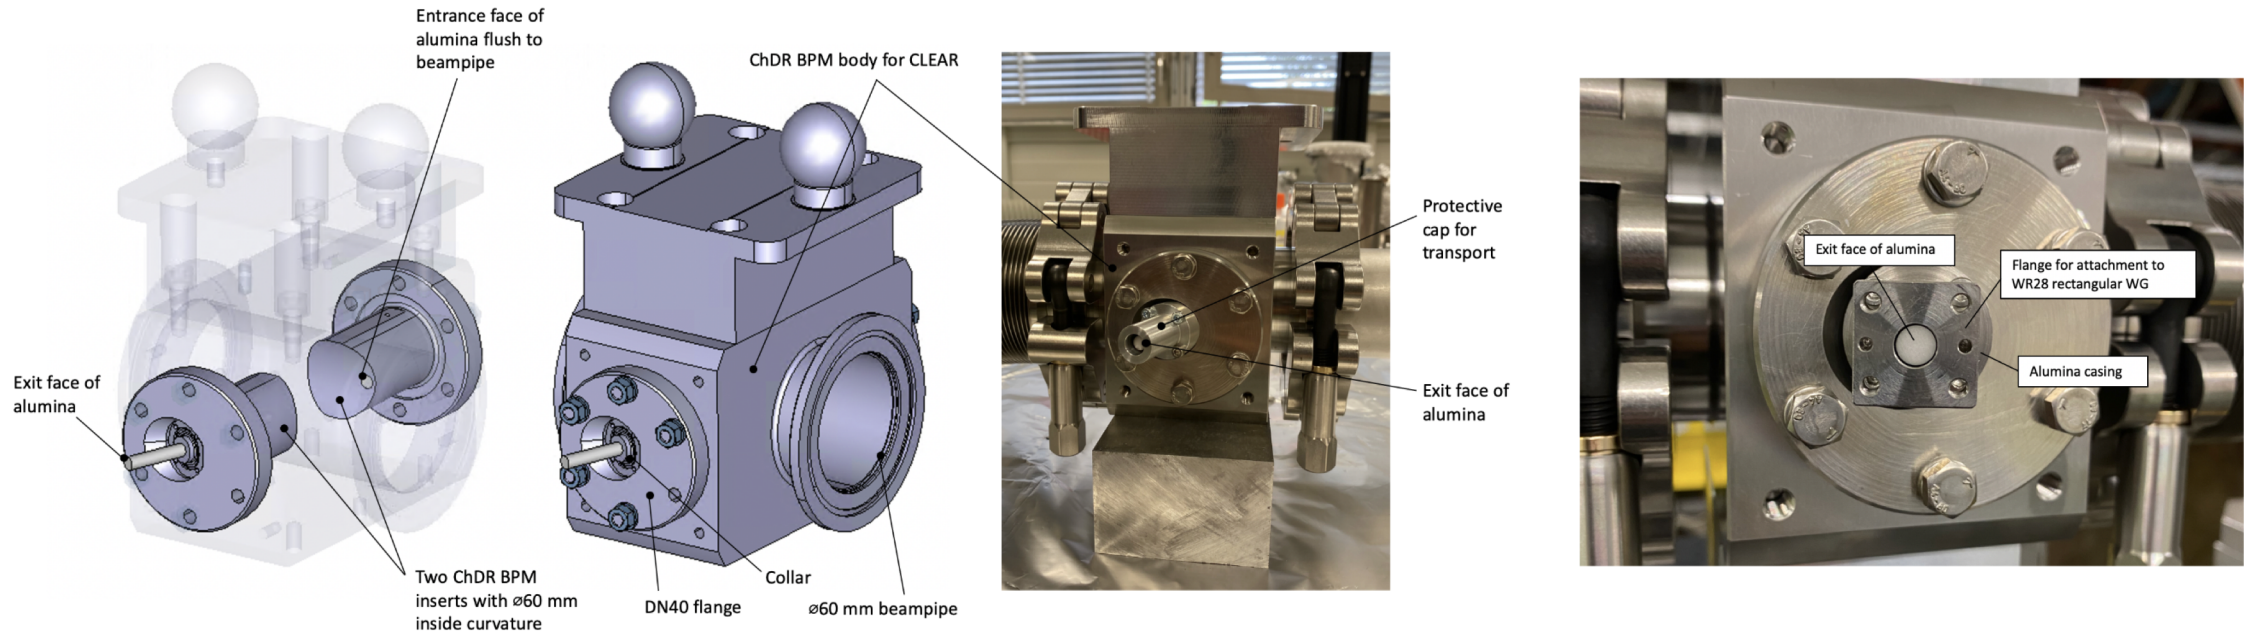 Entrance face of
alumina flush to
beampipe
Exit face of
alumina
Two ChDR BPM
inserts with ⌀60 mm
inside curvature
ChDR BPM body for CLEAR
DN40 flange
Collar
⌀60 mm beampipe
Protective
cap for
transport
Exit face of
alumina
Exit face of alumina
Flange for attachment to
WR28 rectangular WG
Alumina casing